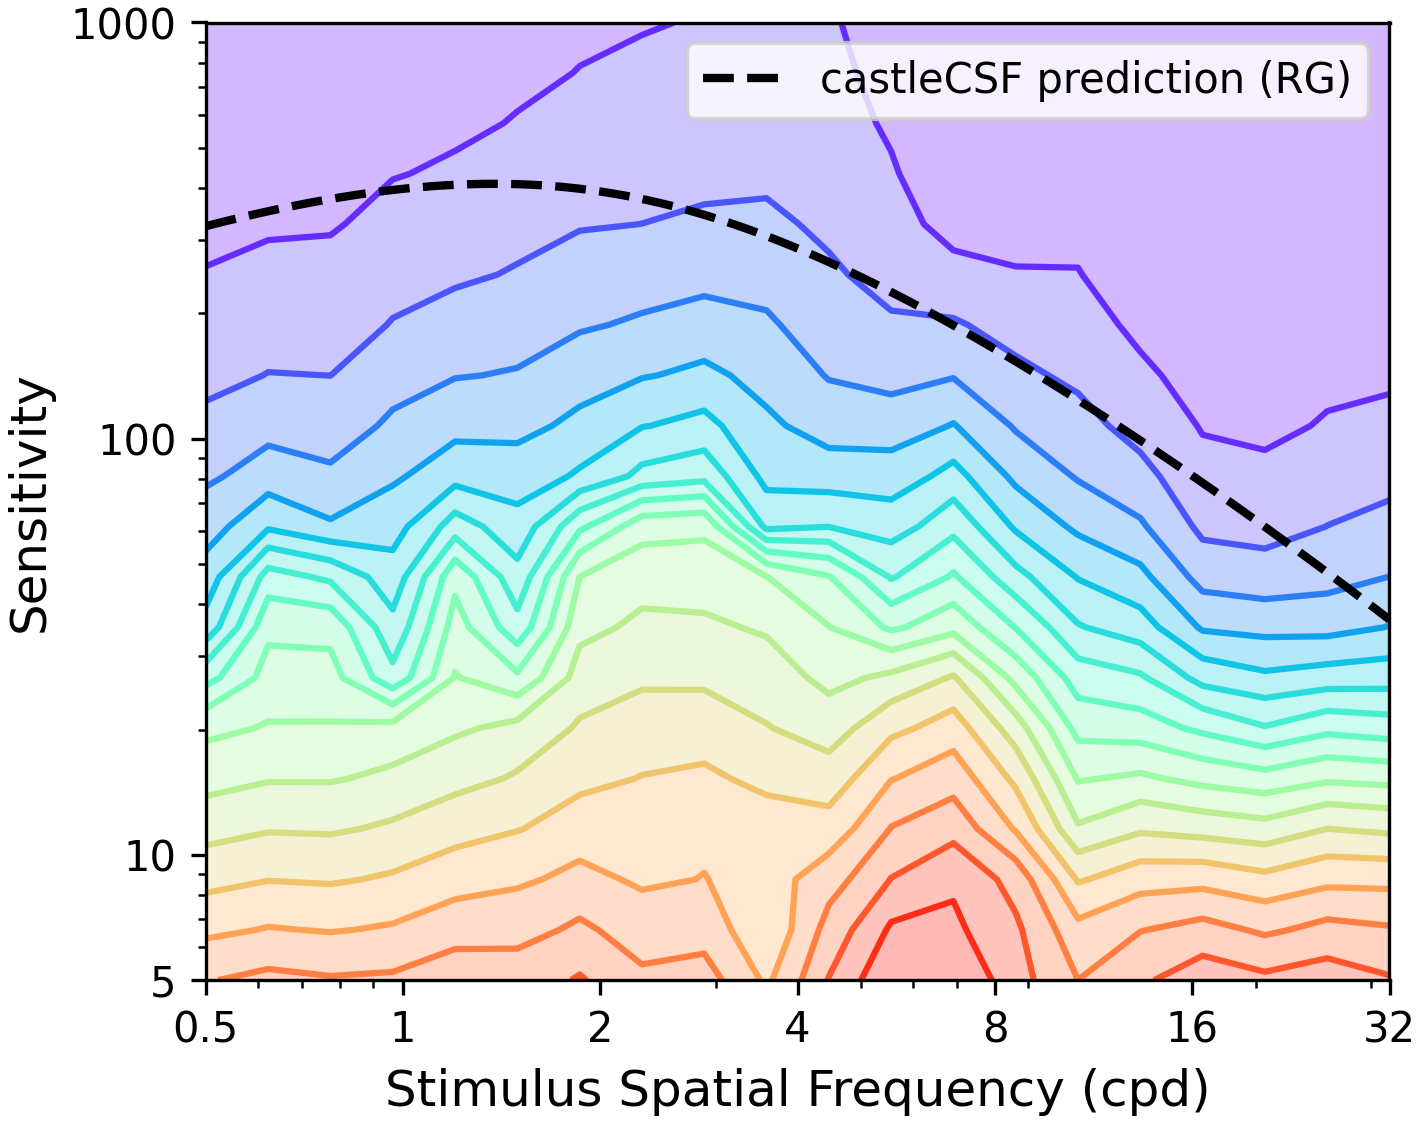 1000
castleCSF prediction (RG)
100
Sensitivity
10
5
0.5 1 2 4 8 16 32
Stimulus Spatial Frequency (cpd)